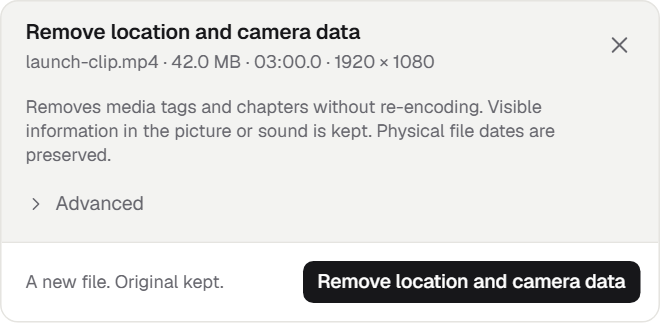 Remove location and camera data
launch-clip.mp4 · 42.0 MB · 03:00.0 · 1920 × 1080
Removes media tags and chapters without re-encoding. Visible
information in the picture or sound is kept. Physical file dates are
preserved.
Advanced
A new file. Original kept.
Remove location and camera data